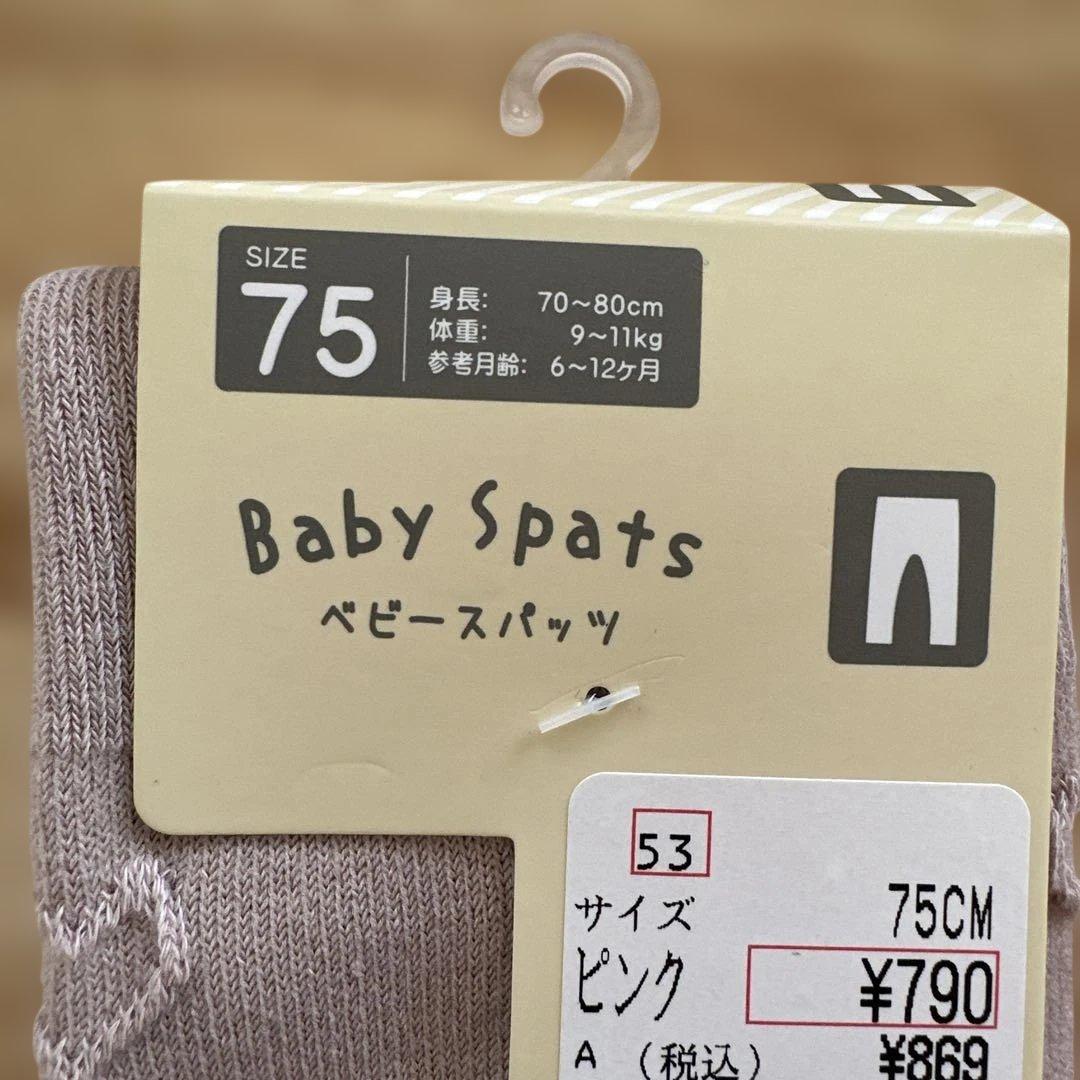 SIZE
75
身長: 70～80cm
体重: 9～11kg
参考月齢: 6～12ケ月
Baby Spats
ベビースパッツ
53
サイズ 75CM
ピンク ¥790
A (税込) ¥869